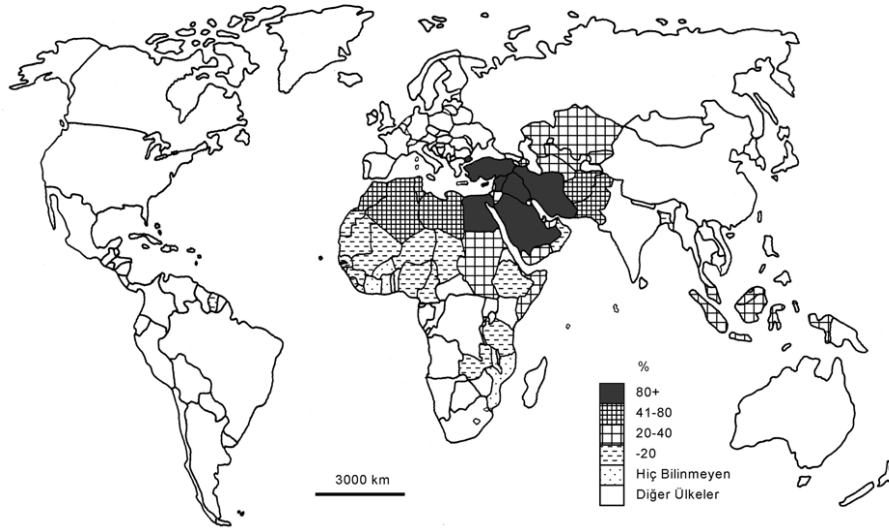 %
80+
41-80
20-40
-20
Hiç Bilinmeyen
Diğer Ülkeler
3000 km